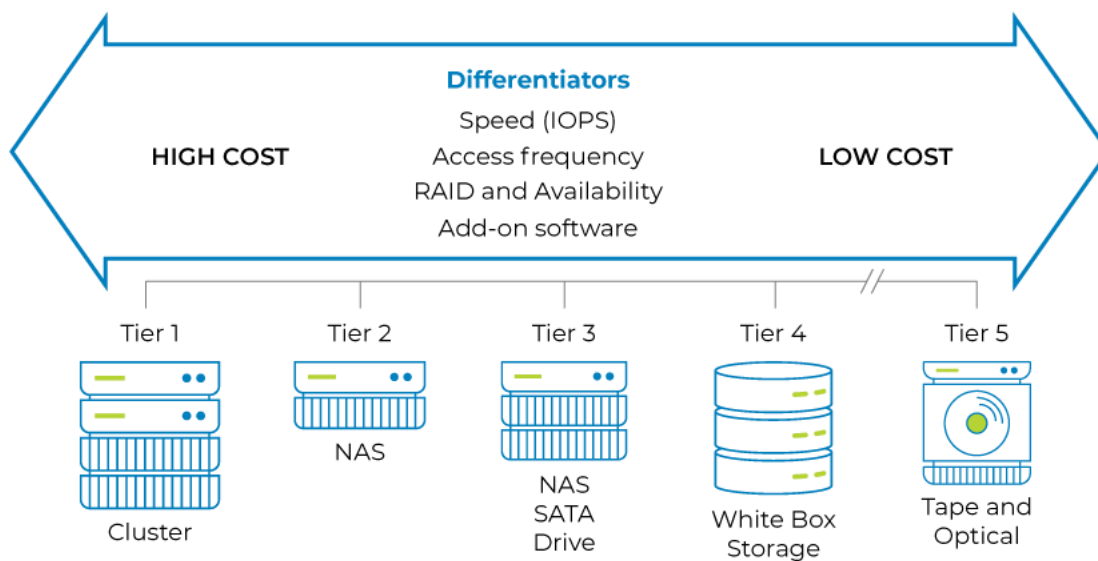 Differentiators
Speed (IOPS)
HIGH COST
Access frequency
LOW COST
RAID and Availability
Add-on software
Tier 1
Tier 2
Tier 3
Tier 4
Tier 5
Cluster
NAS
NAS
SATA
Drive
White Box
Storage
Tape and
Optical